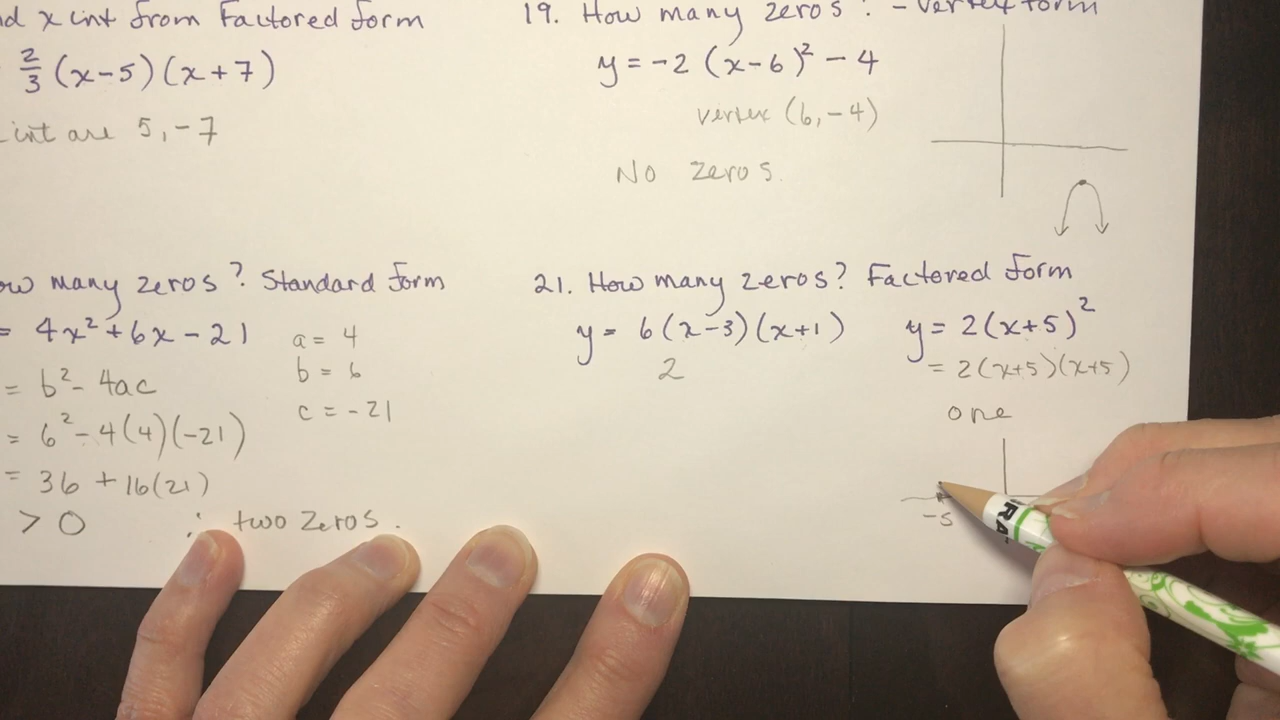 nd x int from Factored form
2/3 (x-5)(x+7)
int are 5, -7
19. How many zeros? - vertex form
y = -2 (x-6)² - 4
vertex (6, -4)
No zeros.
ow many zeros? Standard form
= 4x² + 6x - 21
a = 4
b = 6
c = -21
= b² - 4ac
= 6² - 4(4)(-21)
= 36 + 16(21)
> 0 ∴ two zeros.
21. How many zeros? Factored form
y = 6(x-3)(x+1)
2
y = 2(x+5)²
= 2(x+5)(x+5)
one
-5